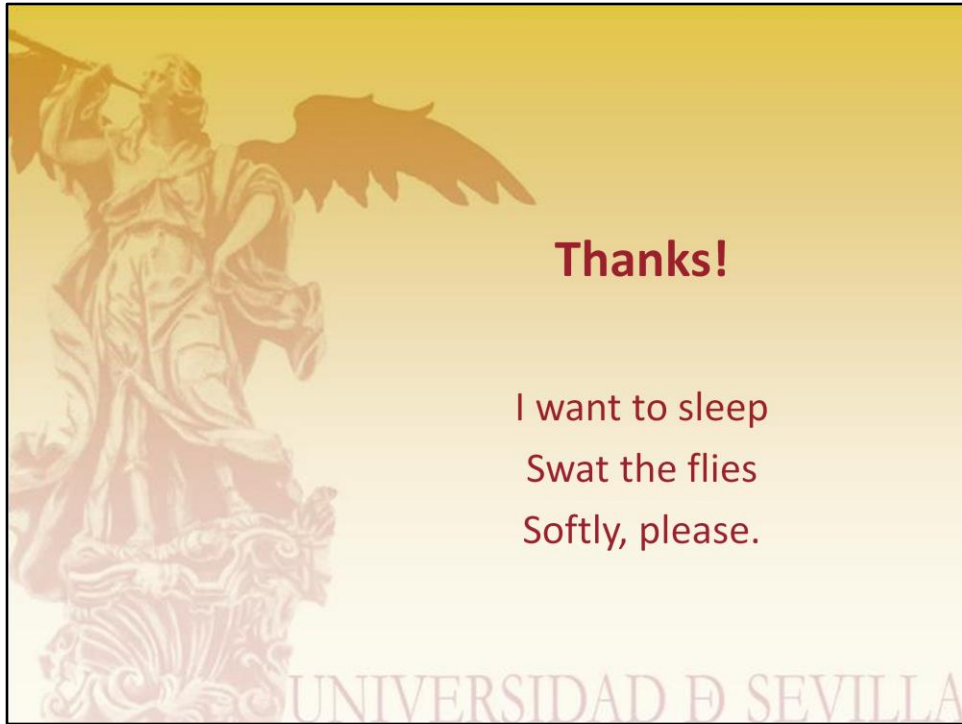 Thanks!
I want to sleep
Swat the flies
Softly, please.
UNIVERSIDAD Ð SEVILLA